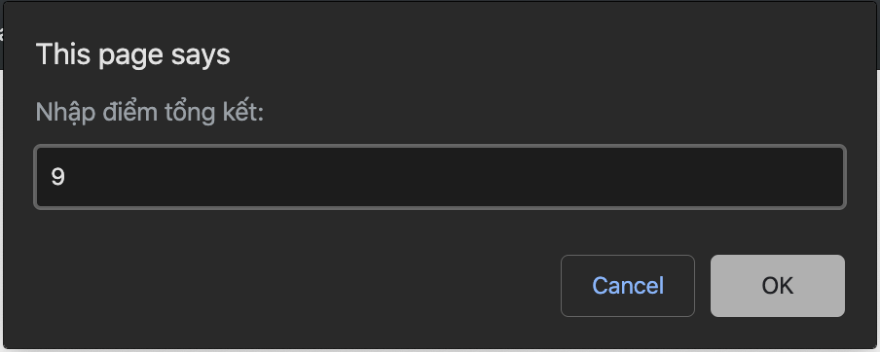 This page says
Nhập điểm tổng kết:
9
Cancel
OK